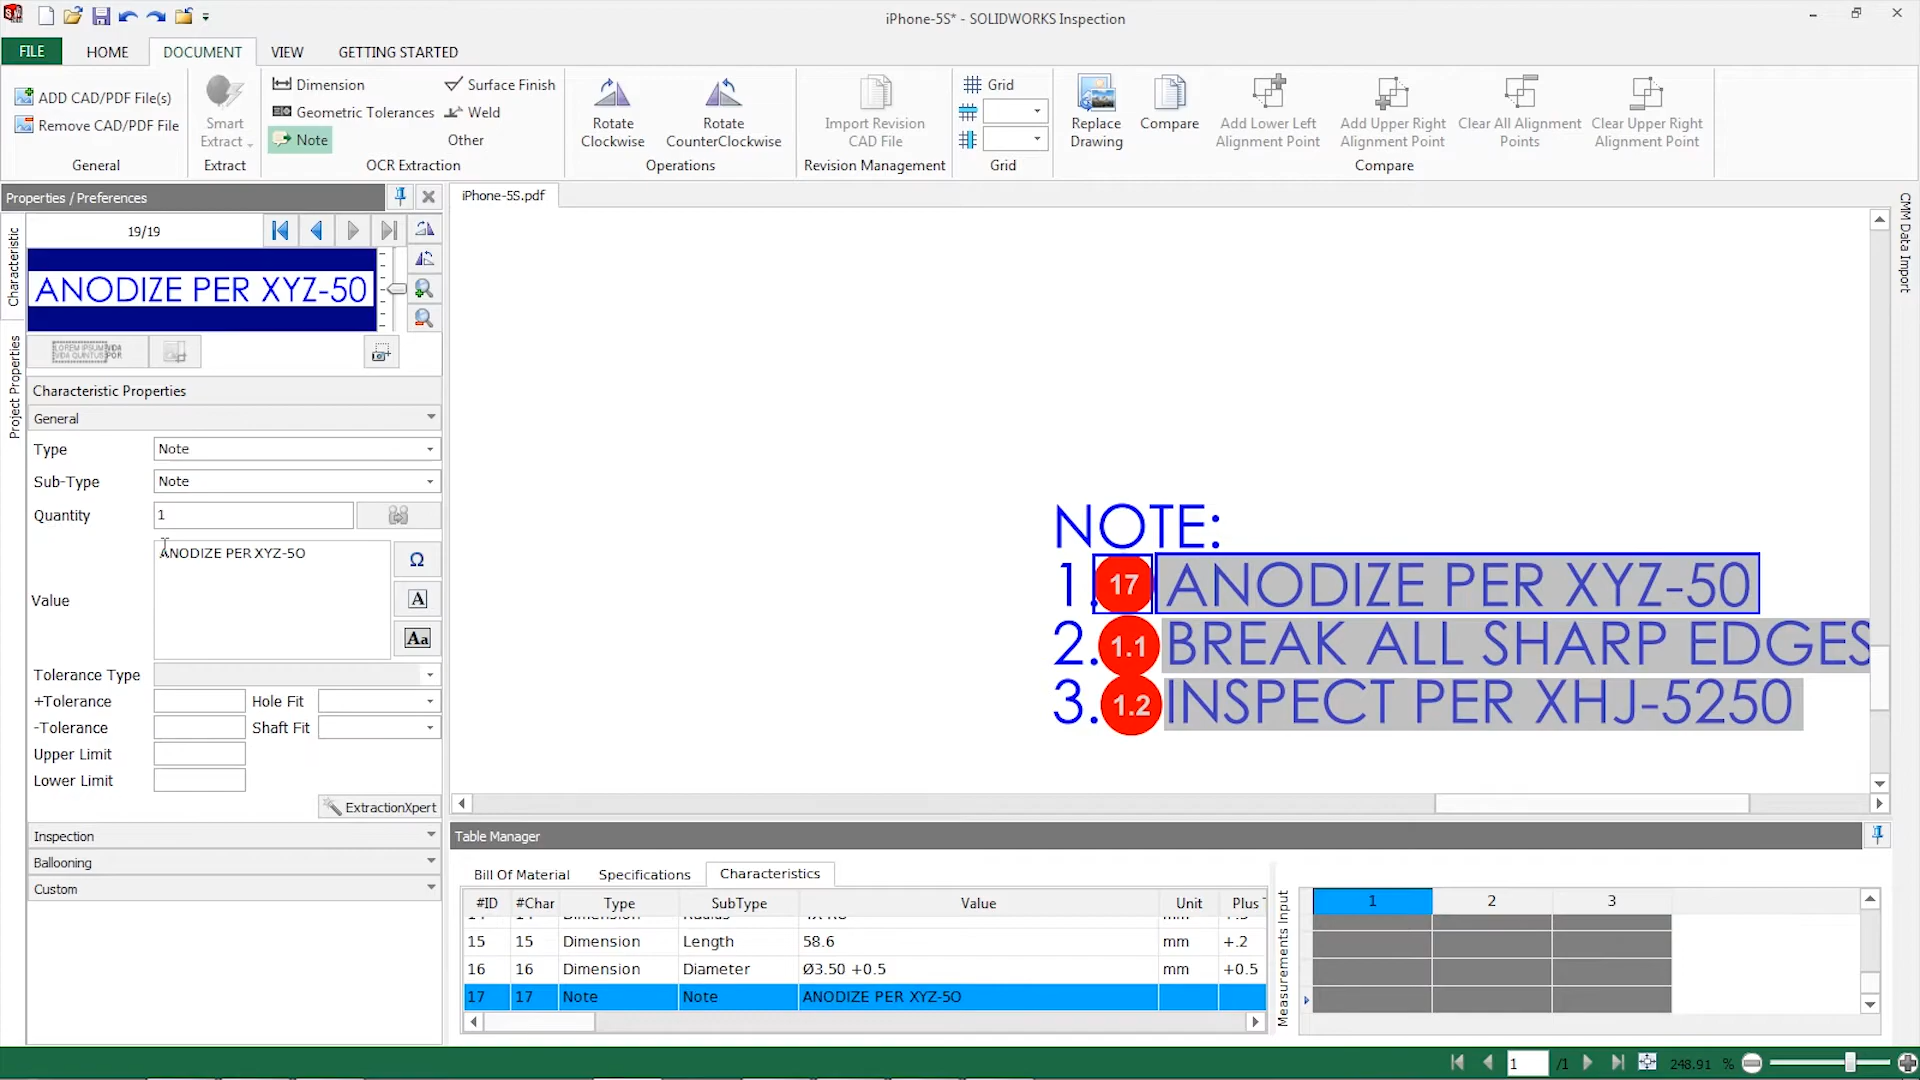 iPhone-5S* - SOLIDWORKS Inspection
FILE HOME DOCUMENT VIEW GETTING STARTED
ADD CAD/PDF File(s)
Remove CAD/PDF File
General
Smart
Extract
Extract
Dimension
Geometric Tolerances
Note
Surface Finish
Weld
Other
OCR Extraction
Rotate
Clockwise
Rotate
CounterClockwise
Operations
Import Revision
CAD File
Revision Management
Grid
Grid
Replace
Drawing
Compare
Add Lower Left
Alignment Point
Add Upper Right
Alignment Point
Clear All Alignment
Points
Clear Upper Right
Alignment Point
Compare
Properties / Preferences
Characteristic
Project Properties
19/19
ANODIZE PER XYZ-50
LOREM IPSUM VIDA
VIDA QUINTUS POR
Characteristic Properties
General
Type Note
Sub-Type Note
Quantity 1
Value ANODIZE PER XYZ-5O
Ω
A
Aa
Tolerance Type
+Tolerance Hole Fit
-Tolerance Shaft Fit
Upper Limit
Lower Limit
ExtractionXpert
Inspection
Ballooning
Custom
iPhone-5S.pdf
NOTE:
1. 17 ANODIZE PER XYZ-50
2. 1.1 BREAK ALL SHARP EDGES
3. 1.2 INSPECT PER XHJ-5250
CMM Data Import
Table Manager
Bill Of Material Specifications Characteristics
#ID #Char Type SubType Value Unit Plus
15 15 Dimension Length 58.6 mm +.2
16 16 Dimension Diameter Ø3.50 +0.5 mm +0.5
17 17 Note Note ANODIZE PER XYZ-5O
Measurements Input
1 2 3
1 /1 248.91 %